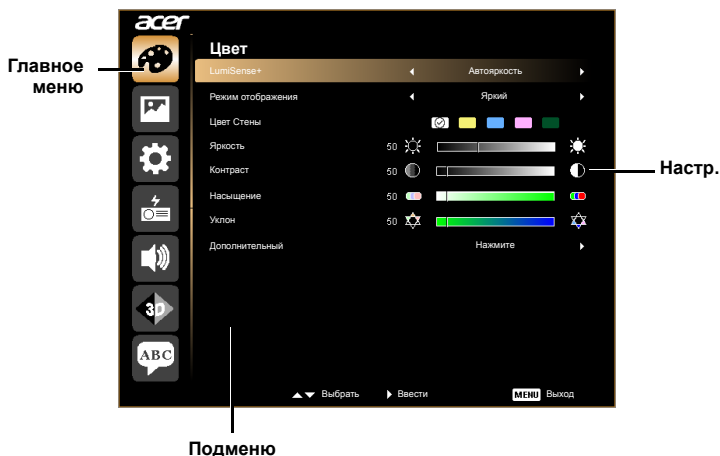 acer
Цвет
Главное
меню
LumiSense+ Автояркость
Режим отображения Яркий
Цвет Стены
Яркость 50
Контраст 50
Настр.
Насыщение 50
Уклон 50
Дополнительный Нажмите
3D
ABC
Выбрать Ввести MENU Выход
Подменю